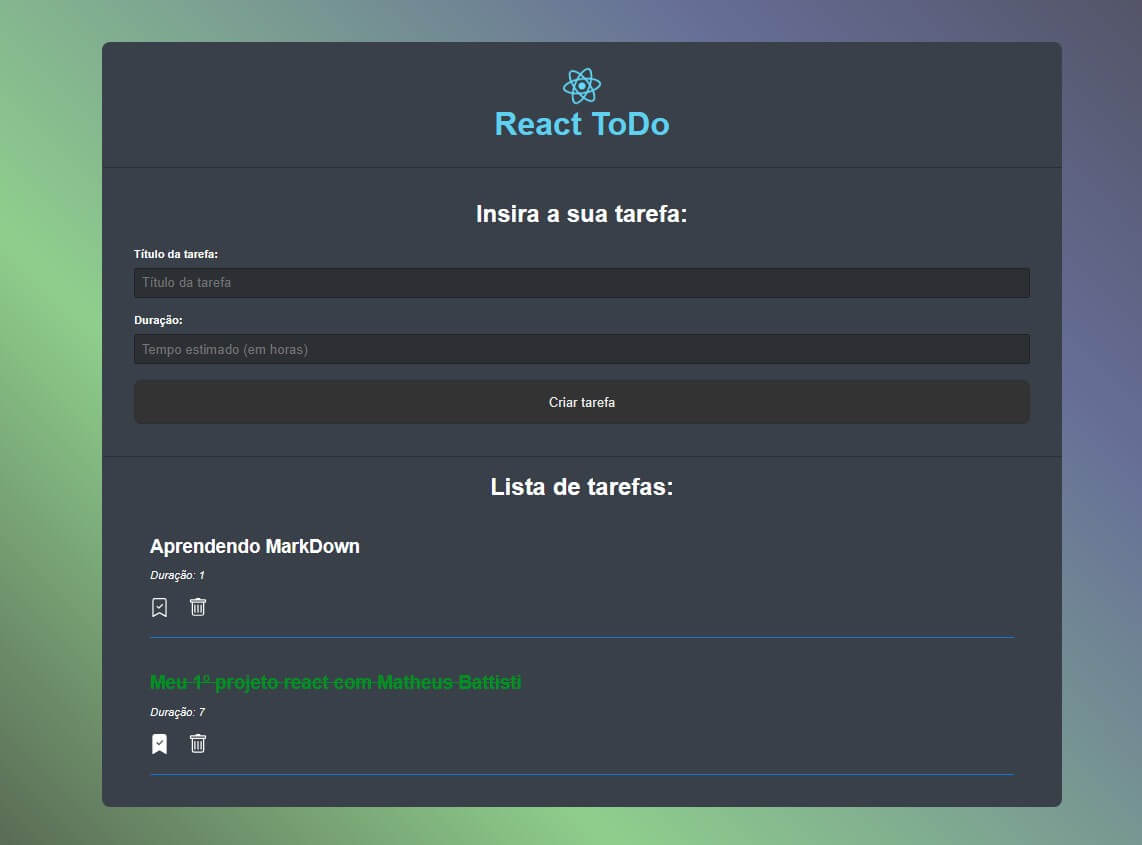 React ToDo
Insira a sua tarefa:
Título da tarefa:
Título da tarefa
Duração:
Tempo estimado (em horas)
Criar tarefa
Lista de tarefas:
Aprendendo MarkDown
Duração: 1
Meu 1º projeto react com Matheus Battisti
Duração: 7